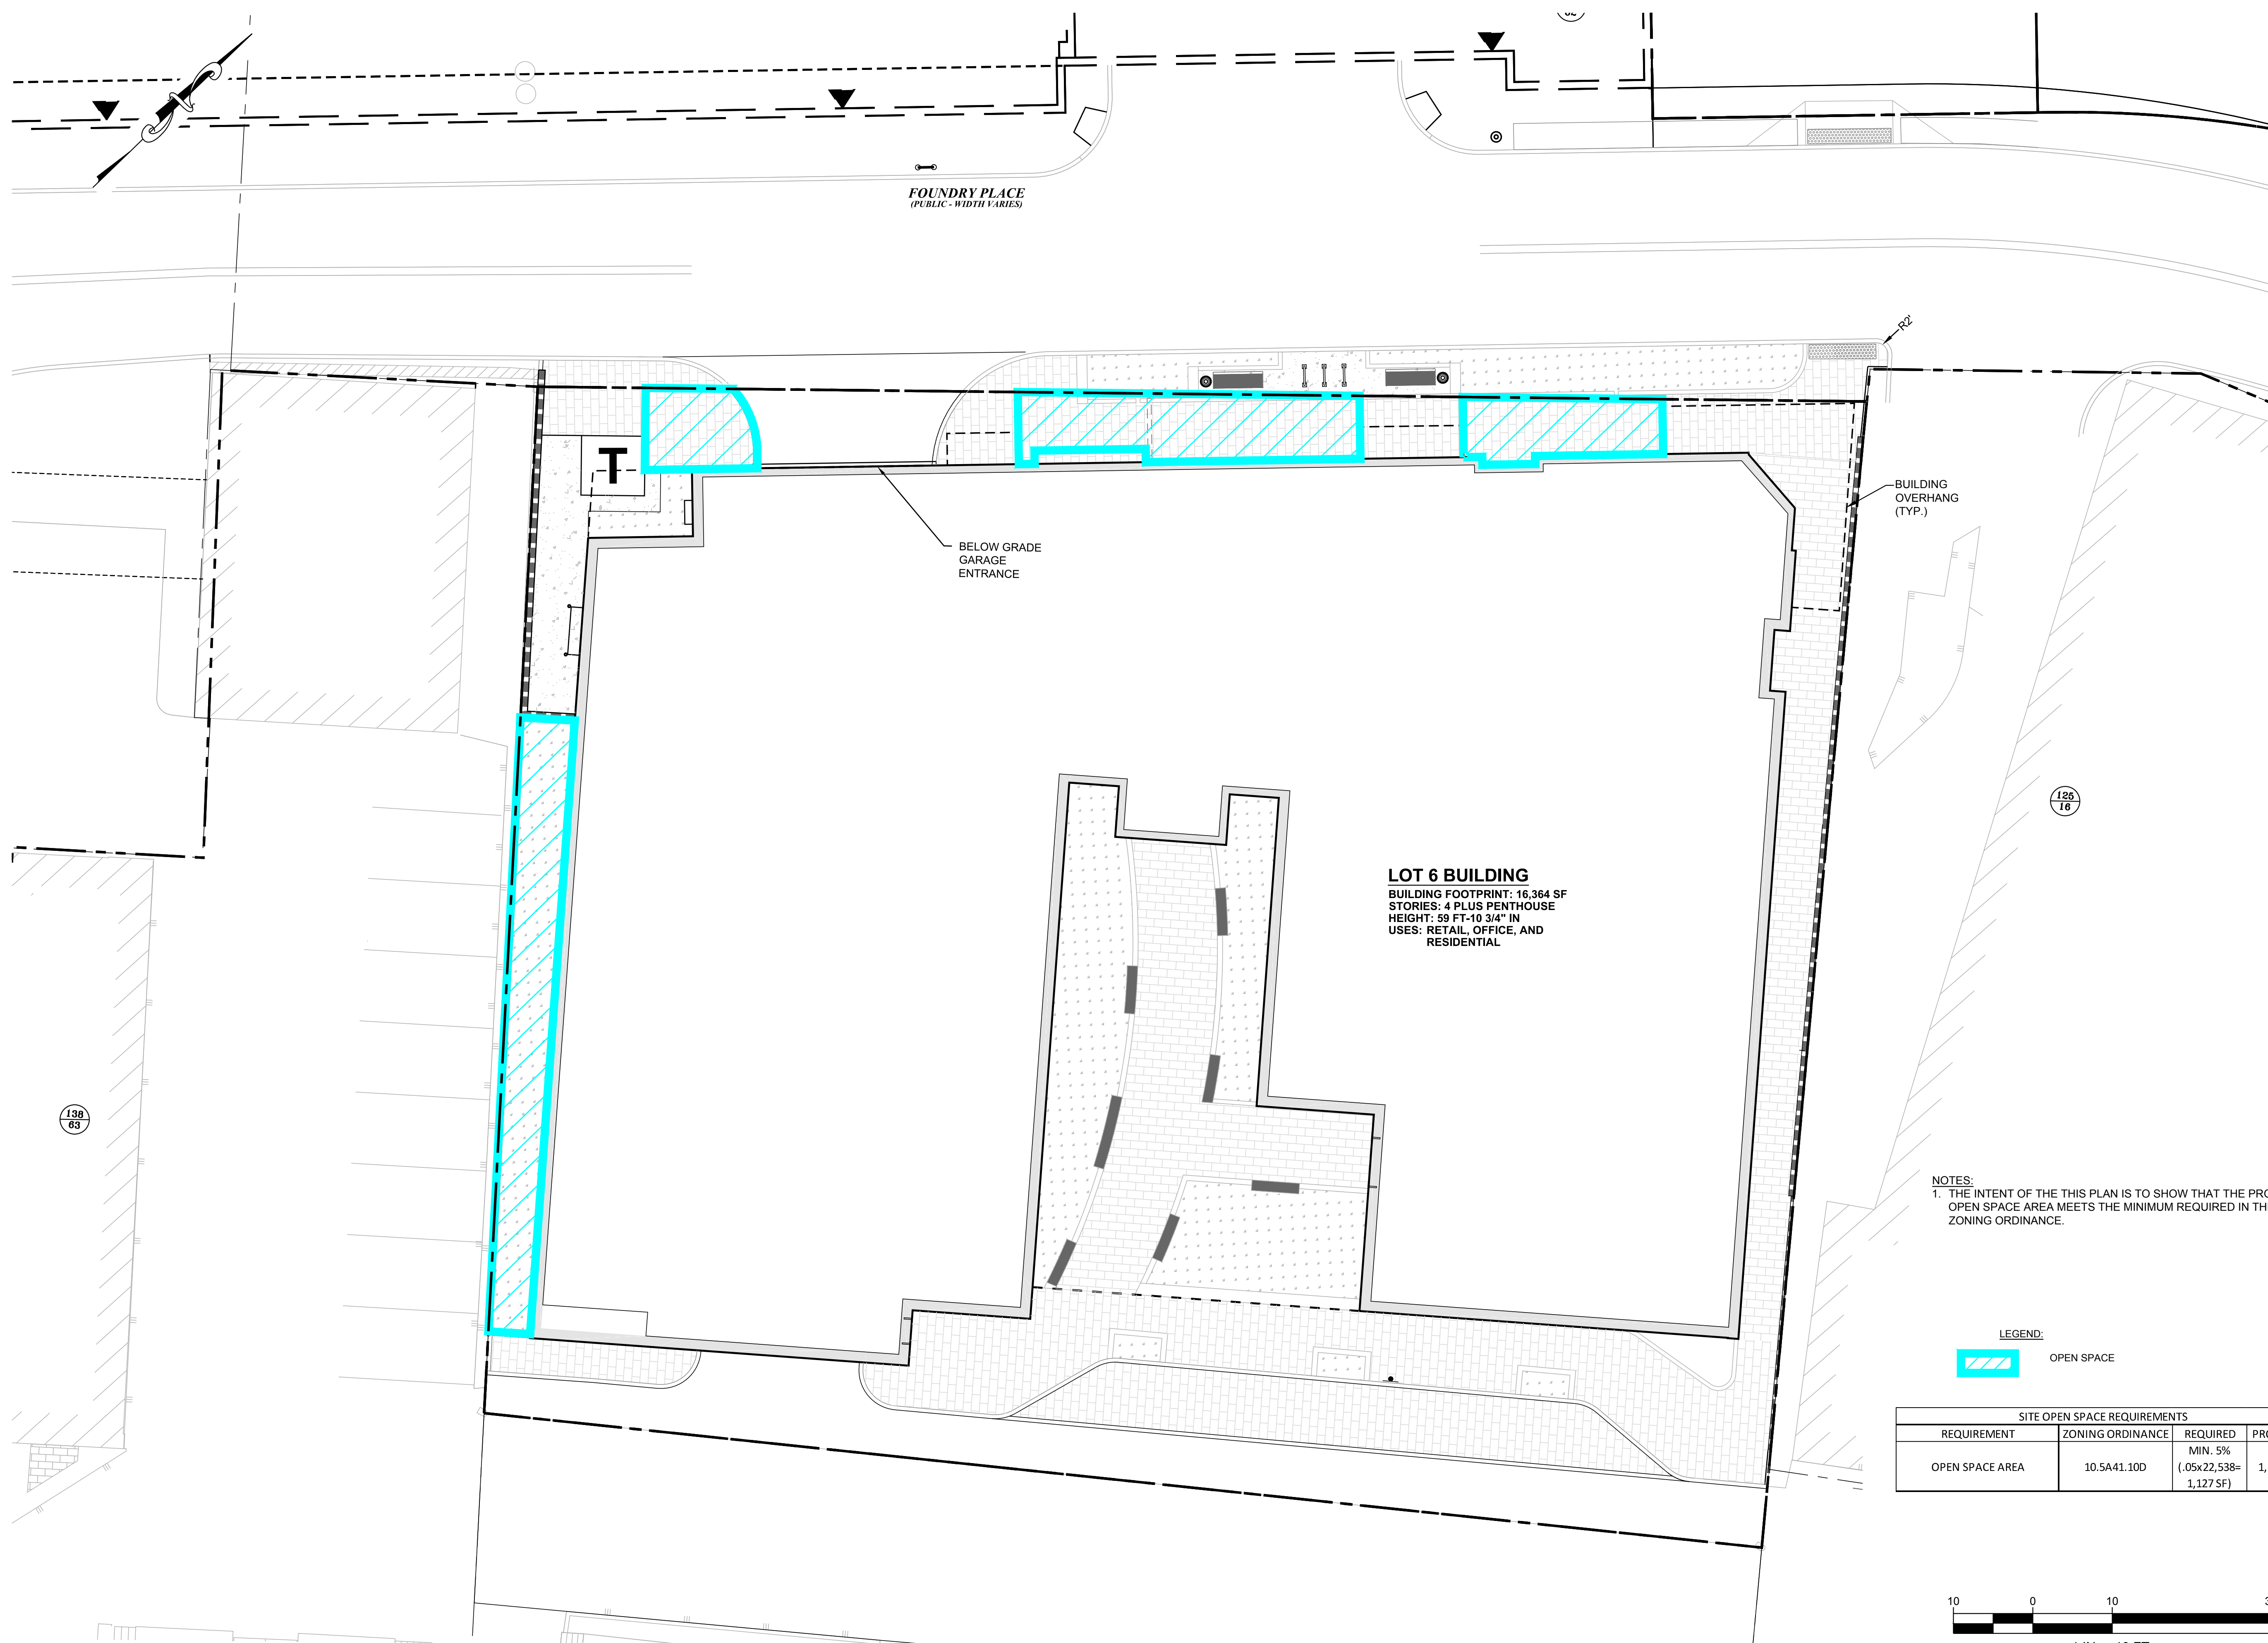 FOUNDRY PLACE
(PUBLIC - WIDTH VARIES)
R2'
BUILDING
OVERHANG
(TYP.)
T
BELOW GRADE
GARAGE
ENTRANCE
125
16
LOT 6 BUILDING
BUILDING FOOTPRINT: 16,364 SF
STORIES: 4 PLUS PENTHOUSE
HEIGHT: 59 FT-10 3/4" IN
USES: RETAIL, OFFICE, AND
RESIDENTIAL
138
63
NOTES:
1. THE INTENT OF THE THIS PLAN IS TO SHOW THAT THE
OPEN SPACE AREA MEETS THE MINIMUM REQUIRED IN
ZONING ORDINANCE.
LEGEND:
OPEN SPACE
SITE OPEN SPACE REQUIREMENTS
REQUIREMENT ZONING ORDINANCE REQUIRED
OPEN SPACE AREA 10.5A41.10D MIN. 5%
(.05x22,538=
1,127 SF)
10 0 10